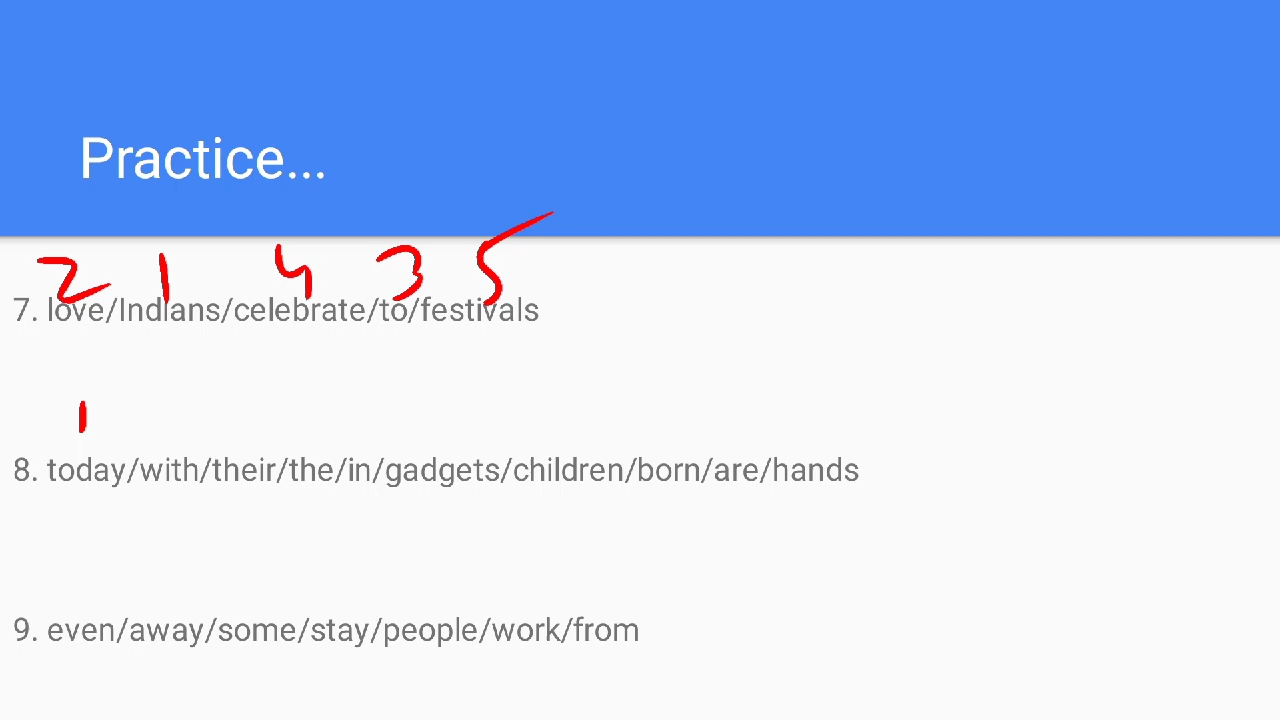 Practice...
2 1 4 3 5
7. love/Indians/celebrate/to/festivals
1
8. today/with/their/the/in/gadgets/children/born/are/hands
9. even/away/some/stay/people/work/from